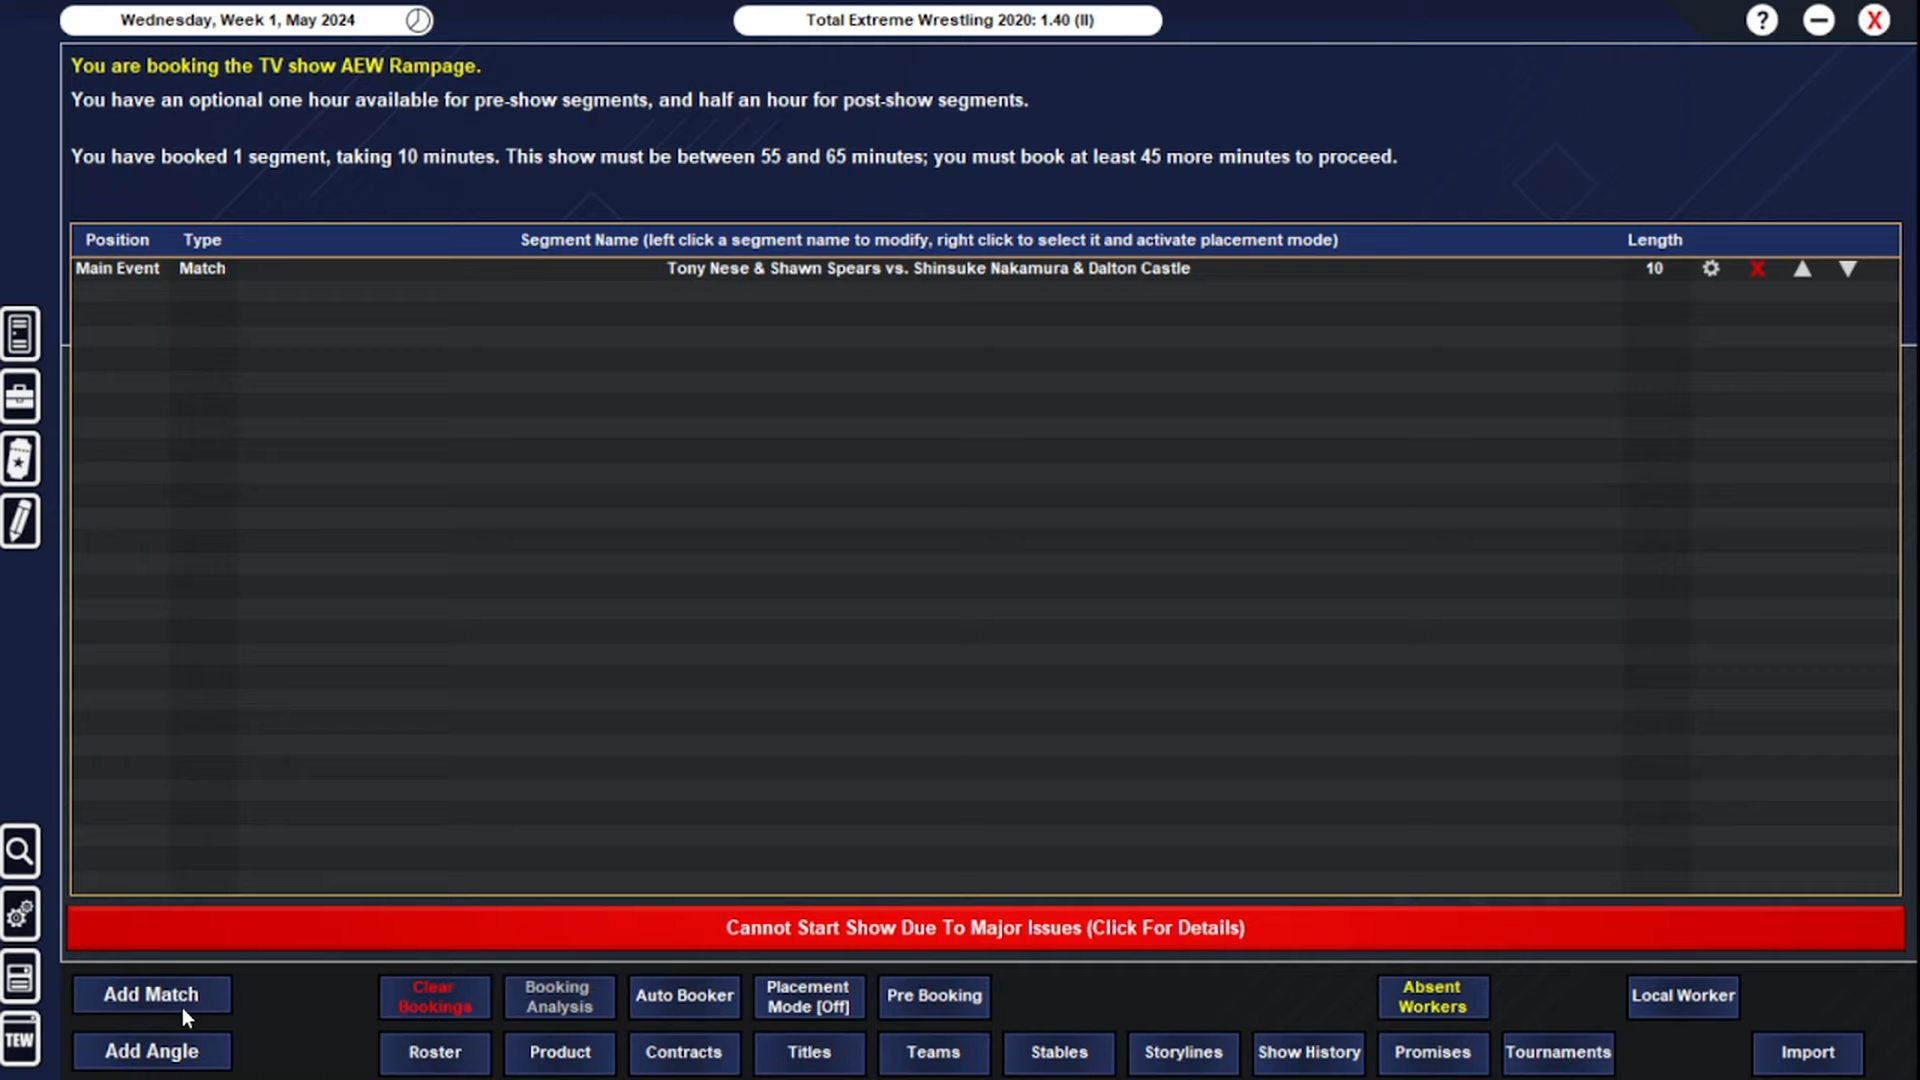 Wednesday, Week 1, May 2024
Total Extreme Wrestling 2020: 1.40 (II)
?
X
You are booking the TV show AEW Rampage.
You have an optional one hour available for pre-show segments, and half an hour for post-show segments.
You have booked 1 segment, taking 10 minutes. This show must be between 55 and 65 minutes; you must book at least 45 more minutes to proceed.
Position Type Segment Name (left click a segment name to modify, right click to select it and activate placement mode) Length
Main Event Match Tony Nese & Shawn Spears vs. Shinsuke Nakamura & Dalton Castle 10 X
Cannot Start Show Due To Major Issues (Click For Details)
Add Match
Clear
Bookings
Booking
Analysis
Auto Booker
Placement
Mode [Off]
Pre Booking
Absent
Workers
Local Worker
TEW
Add Angle
Roster
Product
Contracts
Titles
Teams
Stables
Storylines
Show History
Promises
Tournaments
Import